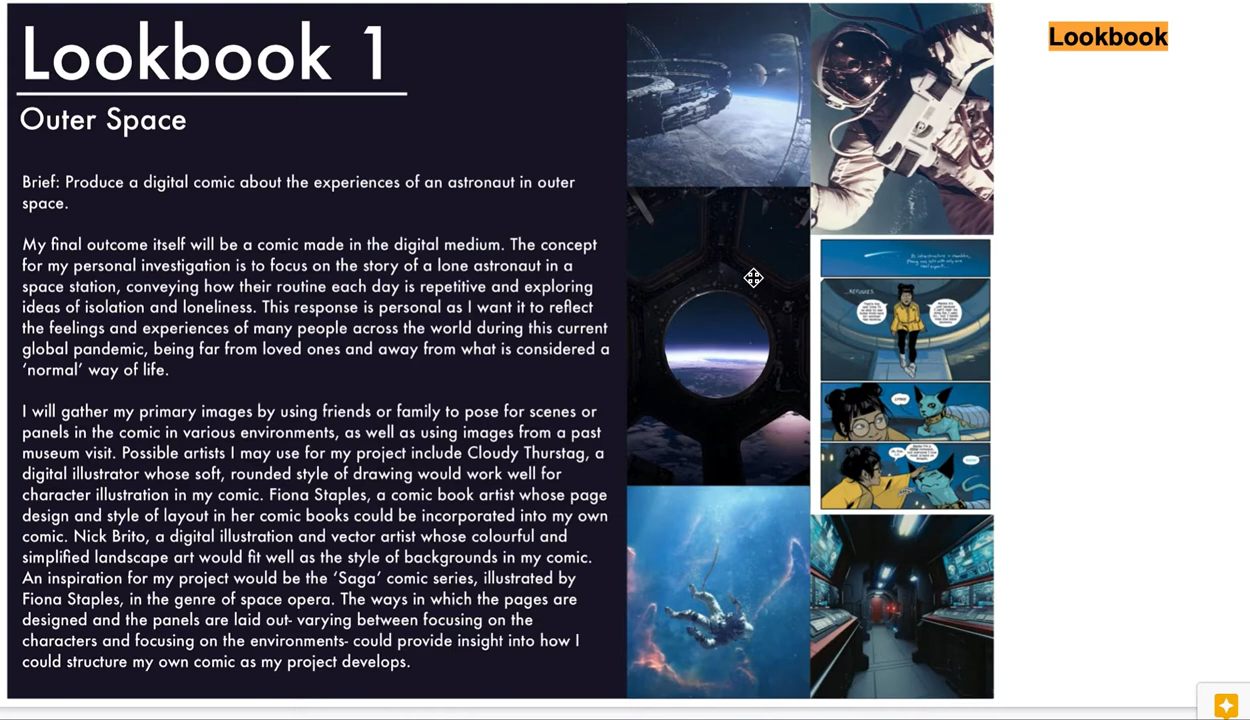 Lookbook 1
Outer Space
Brief: Produce a digital comic about the experiences of an astronaut in outer
space.
My final outcome itself will be a comic made in the digital medium. The concept
for my personal investigation is to focus on the story of a lone astronaut in a
space station, conveying how their routine each day is repetitive and exploring
ideas of isolation and loneliness. This response is personal as I want it to reflect
the feelings and experiences of many people across the world during this current
global pandemic, being far from loved ones and away from what is considered a
‘normal’ way of life.
I will gather my primary images by using friends or family to pose for scenes or
panels in the comic in various environments, as well as using images from a past
museum visit. Possible artists I may use for my project include Cloudy Thurstag, a
digital illustrator whose soft, rounded style of drawing would work well for
character illustration in my comic. Fiona Staples, a comic book artist whose page
design and style of layout in her comic books could be incorporated into my own
comic. Nick Brito, a digital illustration and vector artist whose colourful and
simplified landscape art would fit well as the style of backgrounds in my comic.
An inspiration for my project would be the ‘Saga’ comic series, illustrated by
Fiona Staples, in the genre of space opera. The ways in which the pages are
designed and the panels are laid out- varying between focusing on the
characters and focusing on the environments- could provide insight into how I
could structure my own comic as my project develops.
...REFUGEES.
Lookbook